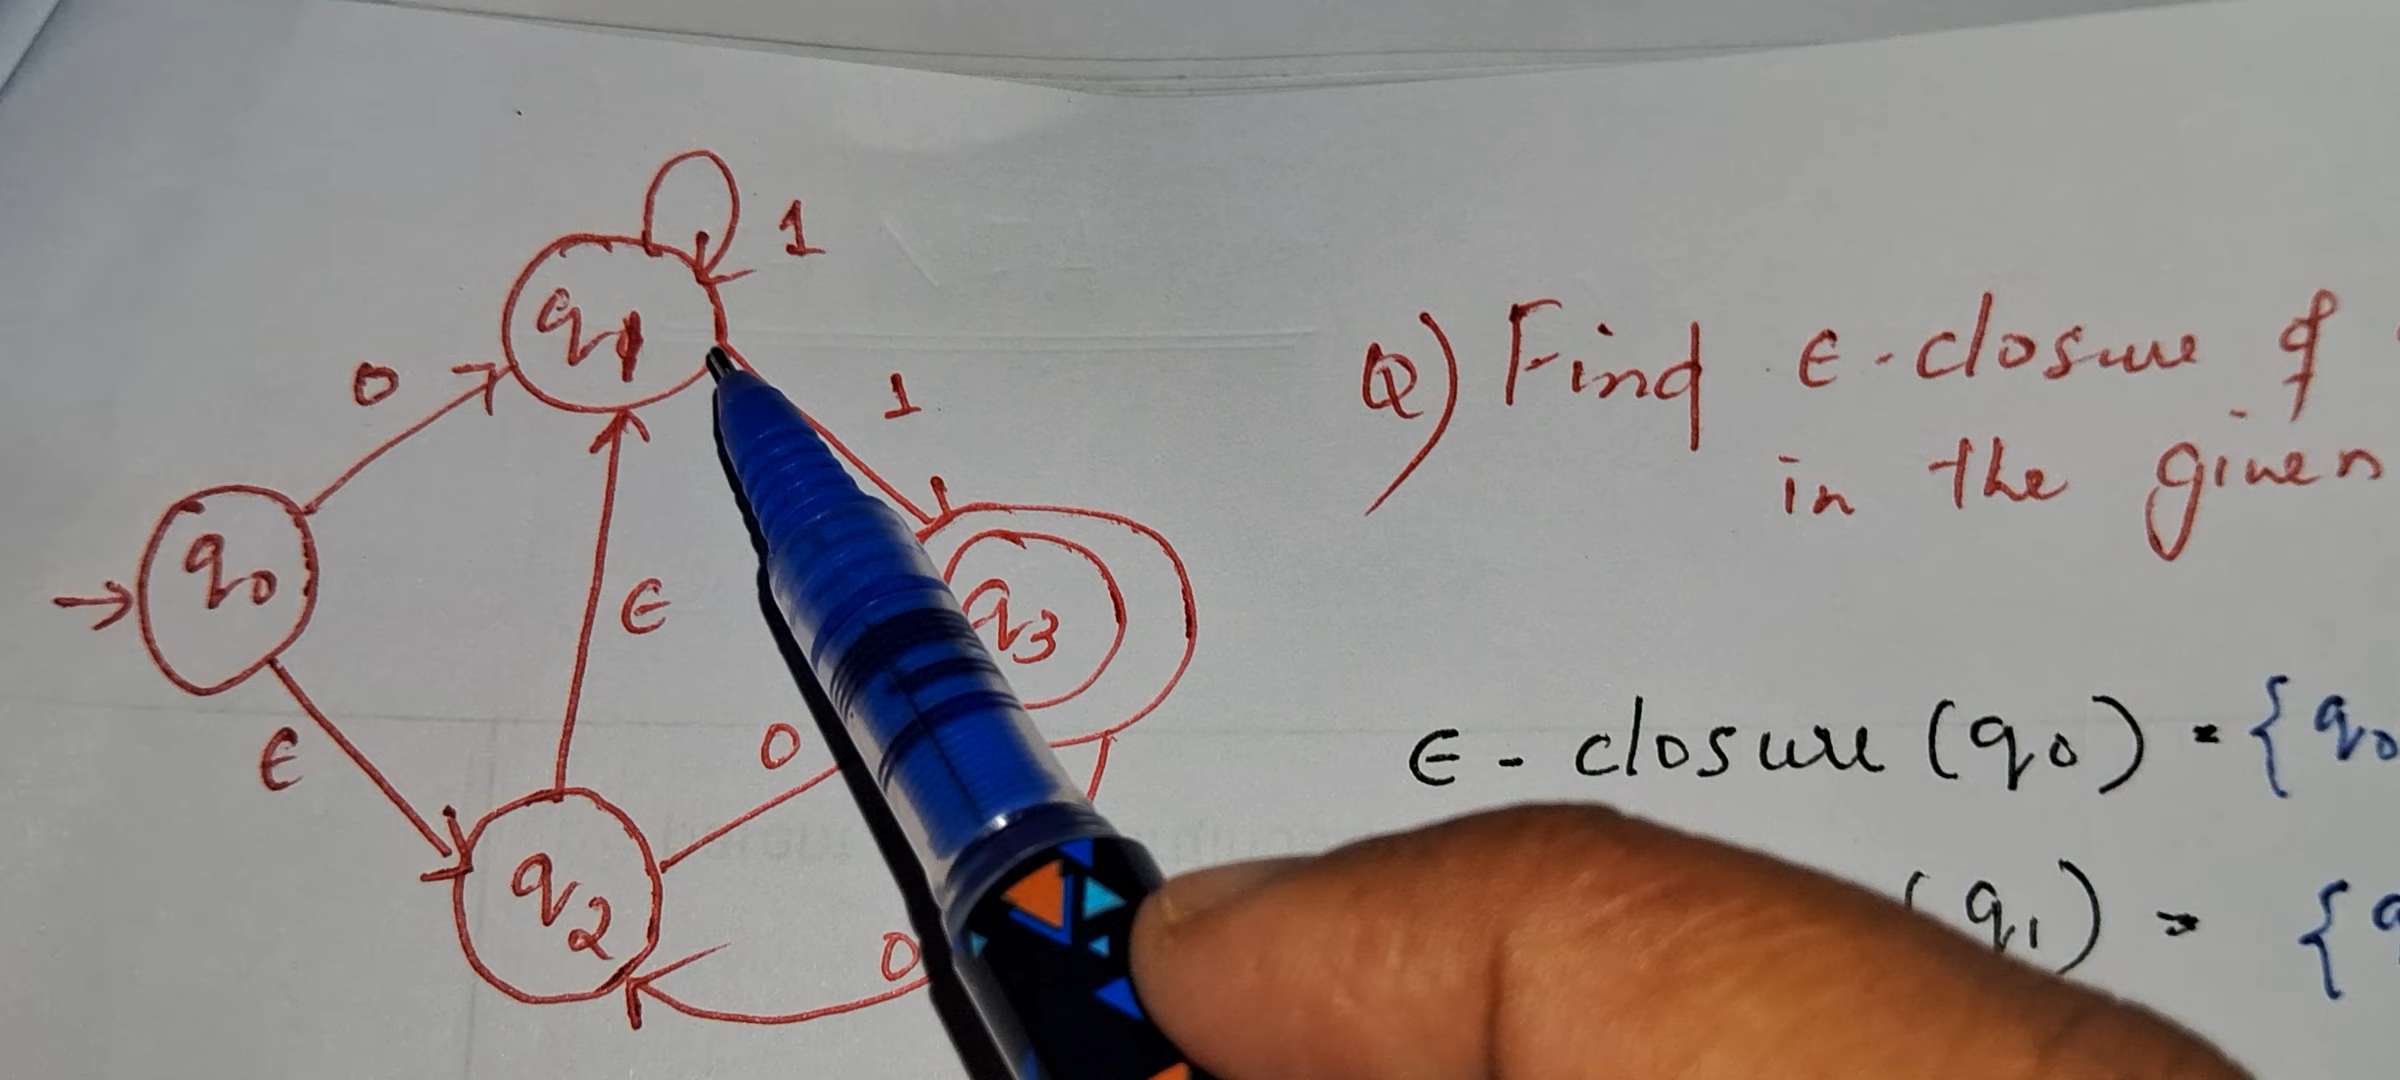 1
q1
0
1
Q) Find ϵ-closure of
in the given
q0
q3
ϵ
ϵ
0
ϵ - closure (q0) = {q0
q2
0
(q1) = {q